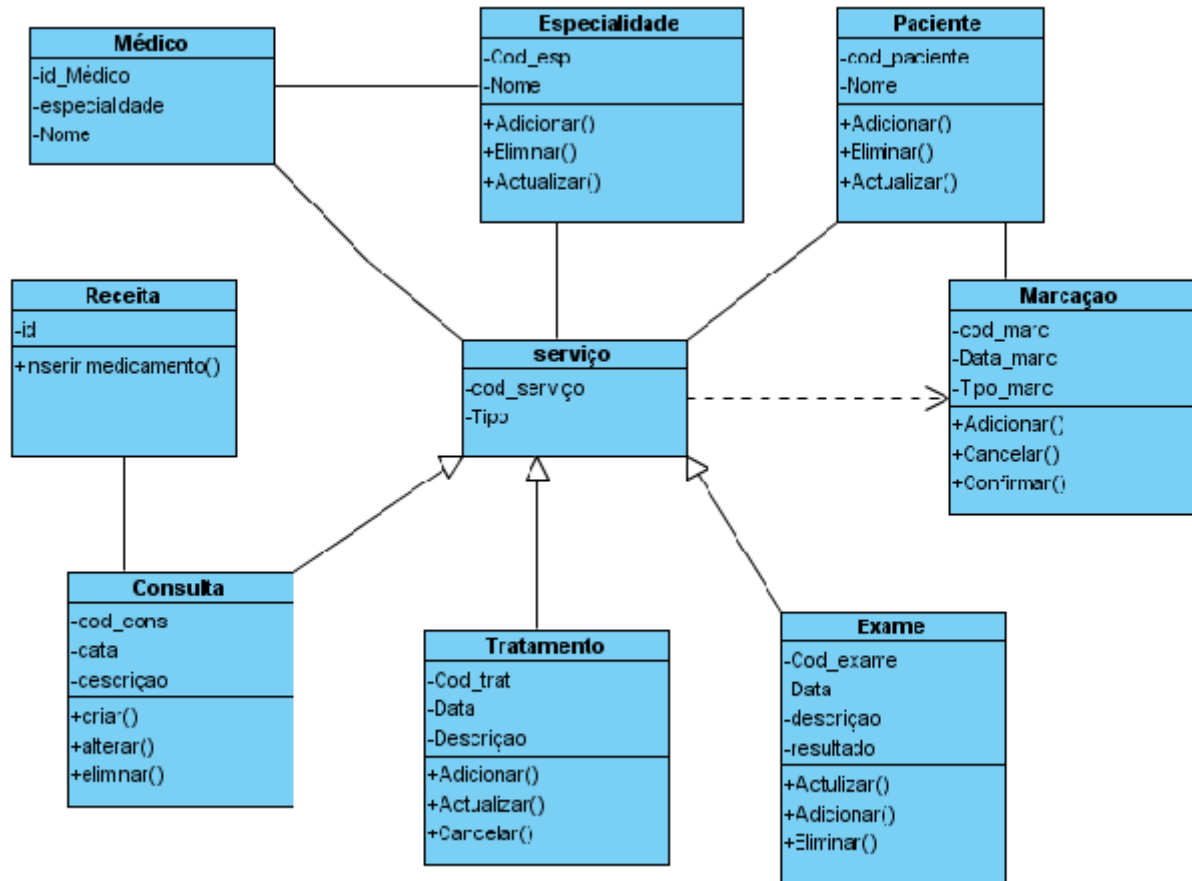 Médico
-id_Médico
-especialdade
-Nome
Especialidade
-Cod_esp
-Nome
+Adicionar()
+Elimnar()
+Actualizar()
Paciente
-cod_paciente
-Nome
+Adicionar()
+Eliminar()
+Actualizar()
Receita
-id
+nserir medicamento()
serviço
-cod_serviço
-Tipo
Marcaçao
-cod_marc
-Data_marc
-Tipo_marc
+Adicionar()
+Cancelar()
+Confirmar()
Consulta
-cod_cons
-cata
-cescriçao
+criar()
+alterar()
+elimnar()
Tratamento
-Cod_trat
-Data
-Descriçao
+Adicionar()
+Actualizar()
+Cancelar()
Exame
-Cod_exame
Data
-descriçao
-resultado
+Actulizar()
+Adicionar()
+Eliminar()